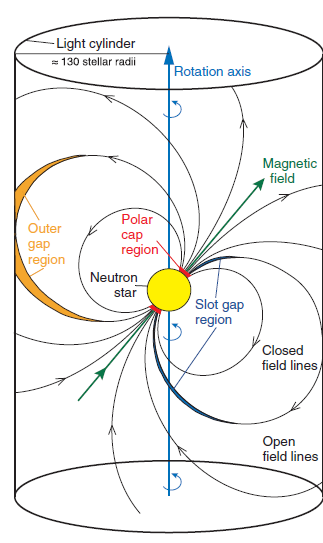 Light cylinder
≈ 130 stellar radii
Rotation axis
Magnetic
field
Polar
cap
region
Outer
gap
region
Neutron
star
Slot gap
region
Closed
field lines
Open
field lines